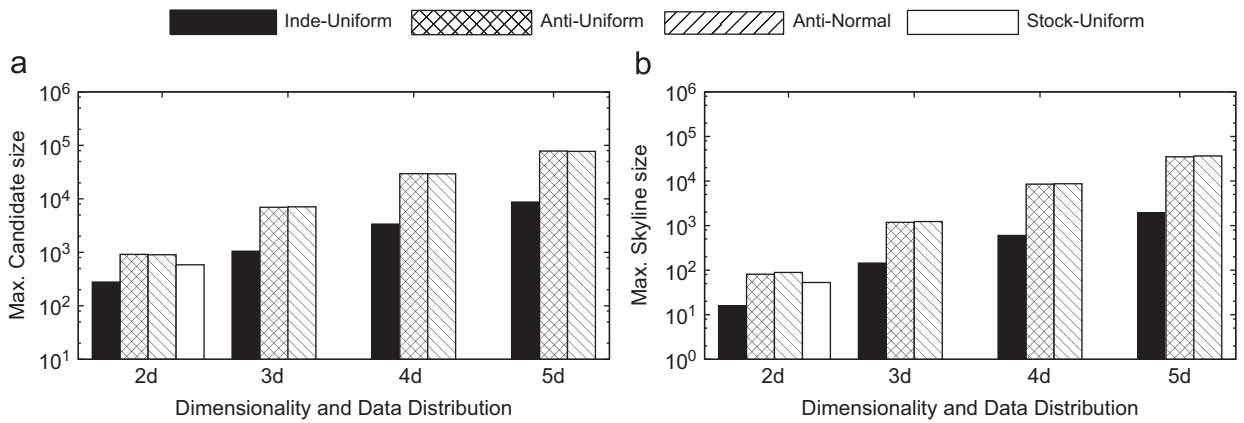 Inde-Uniform Anti-Uniform Anti-Normal Stock-Uniform
a
Max. Candidate size
10^6
10^5
10^4
10^3
10^2
10^1
2d 3d 4d 5d
Dimensionality and Data Distribution
b
Max. Skyline size
10^6
10^5
10^4
10^3
10^2
10^1
10^0
2d 3d 4d 5d
Dimensionality and Data Distribution